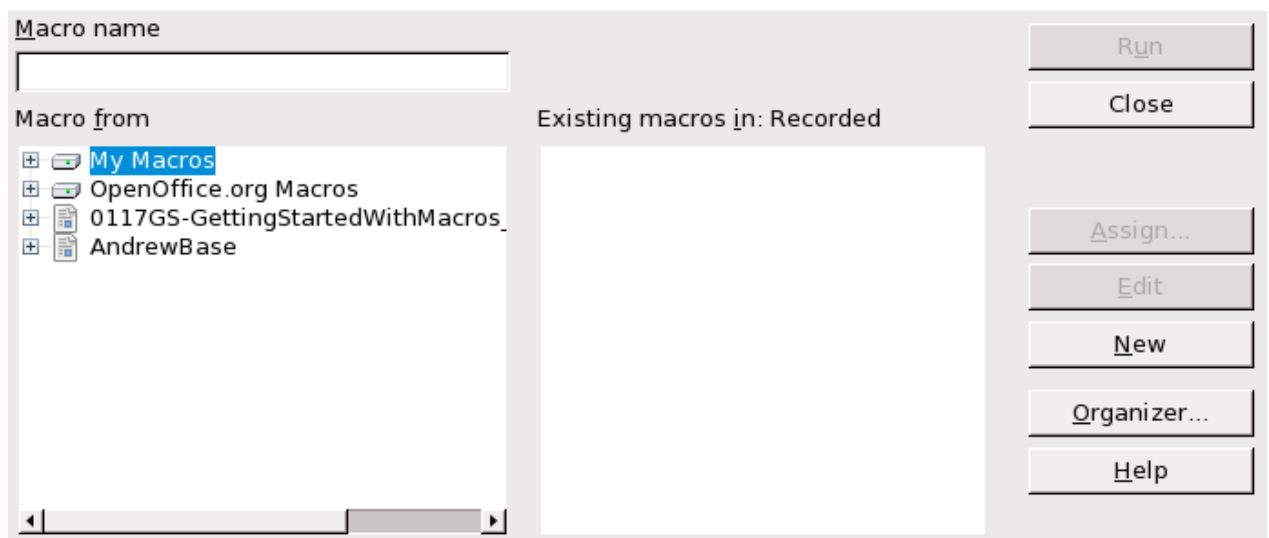 Macro name
Run
Close
Macro from
Existing macros in: Recorded
My Macros
OpenOffice.org Macros
0117GS-GettingStartedWithMacros_
AndrewBase
Assign...
Edit
New
Organizer...
Help